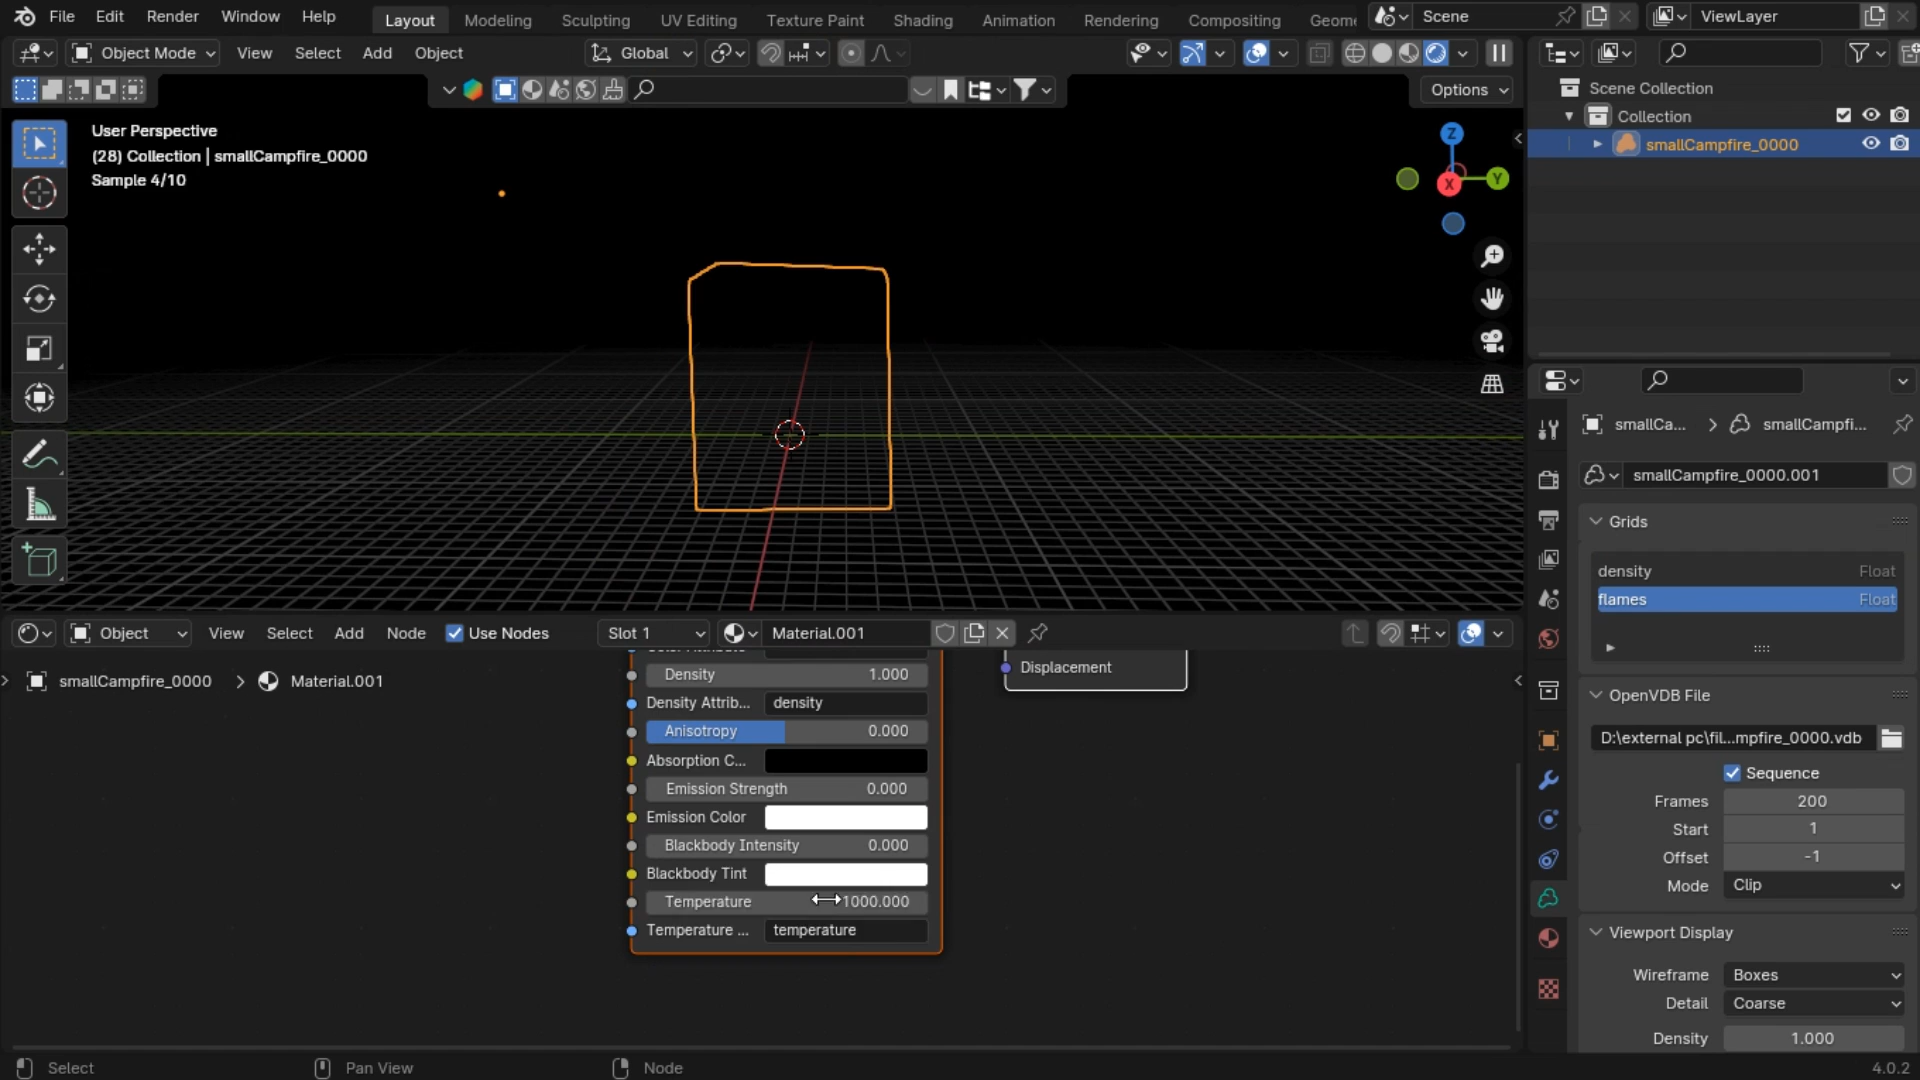 File Edit Render Window Help
Layout Modeling Sculpting UV Editing Texture Paint Shading Animation Rendering Compositing Geome
Scene
ViewLayer
Object Mode View Select Add Object
Global
Options
User Perspective
(28) Collection | smallCampfire_0000
Sample 4/10
Z
Y
X
Scene Collection
Collection
smallCampfire_0000
smallCa... > smallCampfi...
smallCampfire_0000.001
Grids
density Float
flames Float
OpenVDB File
D:\external pc\fil...mpfire_0000.vdb
Sequence
Frames 200
Start 1
Offset -1
Mode Clip
Viewport Display
Wireframe Boxes
Detail Coarse
Density 1.000
Object View Select Add Node Use Nodes Slot 1 Material.001
smallCampfire_0000 > Material.001
Displacement
Density 1.000
Density Attrib... density
Anisotropy 0.000
Absorption C...
Emission Strength 0.000
Emission Color
Blackbody Intensity 0.000
Blackbody Tint
Temperature 1000.000
Temperature ... temperature
Select Pan View Node 4.0.2